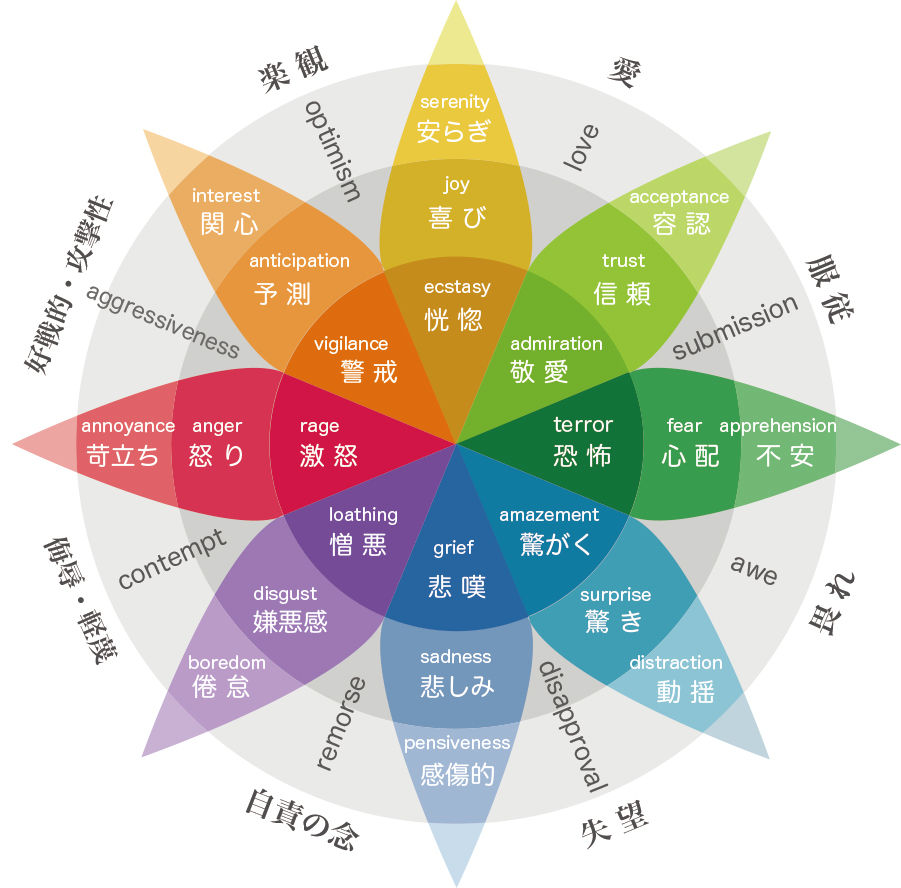 楽観
愛
optimism
love
serenity
安らぎ
joy
喜び
ecstasy
恍惚
interest
関心
anticipation
予測
vigilance
警戒
acceptance
容認
trust
信頼
admiration
敬愛
好戦的・攻撃性
aggressiveness
服従
submission
annoyance
苛立ち
anger
怒り
rage
激怒
terror
恐怖
fear
心配
apprehension
不安
loathing
憎悪
disgust
嫌悪感
boredom
倦怠
grief
悲嘆
sadness
悲しみ
pensiveness
感傷的
amazement
驚がく
surprise
驚き
distraction
動揺
contempt
侮辱・軽蔑
awe
畏れ
remorse
自責の念
disapproval
失望